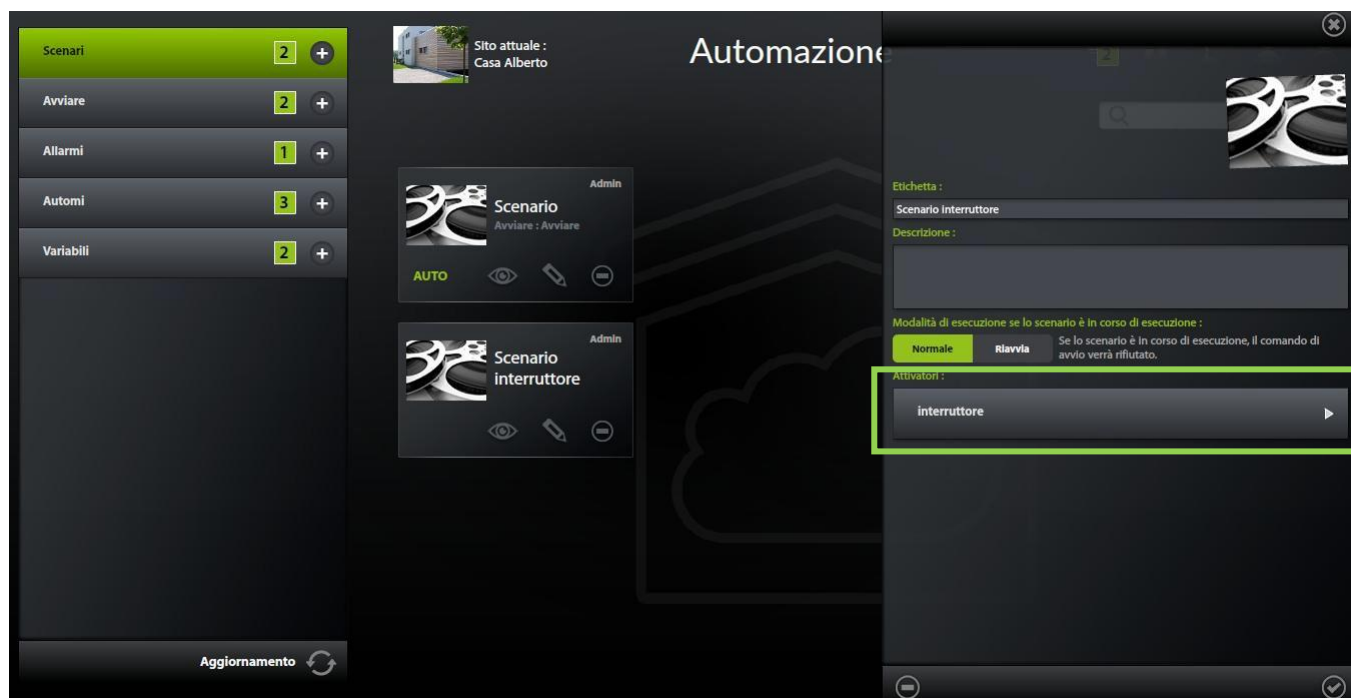 Scenari 2
Avviare 2
Allarmi 1
Automi 3
Variabili 2
Aggiornamento
Sito attuale :
Casa Alberto
Automazione
2
2
Admin
Scenario
Avviare : Avviare
AUTO
Admin
Scenario
interruttore
Etichetta :
Scenario interruttore
Descrizione :
Modalità di esecuzione se lo scenario è in corso di esecuzione :
Normale Riavvia
Se lo scenario è in corso di esecuzione, il comando di
avvio verrà rifiutato.
Attivatori :
interruttore